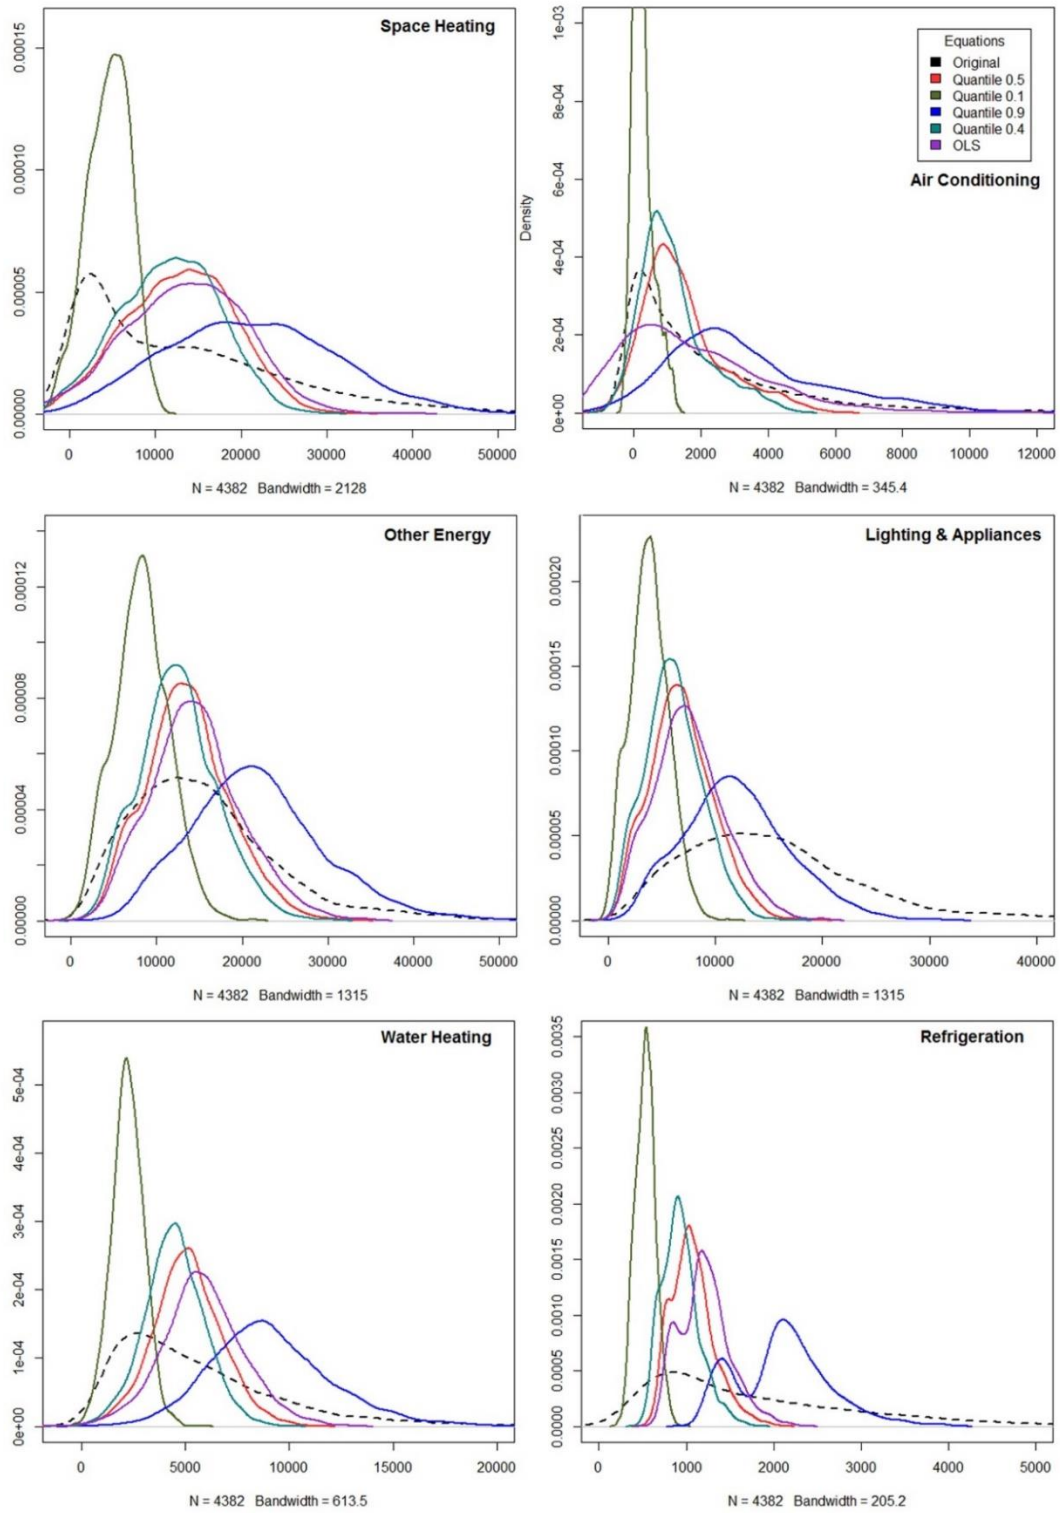 Space Heating
0.00015
0.00010
0.00005
0.00000
0 10000 20000 30000 40000 50000
N = 4382 Bandwidth = 2128
Density
1e-03
8e-04
6e-04
4e-04
2e-04
0e+00
Equations
Original
Quantile 0.5
Quantile 0.1
Quantile 0.9
Quantile 0.4
OLS
Air Conditioning
0 2000 4000 6000 8000 10000 12000
N = 4382 Bandwidth = 345.4
Other Energy
0.00012
0.00008
0.00004
0.0000
0 10000 20000 30000 40000 50000
N = 4382 Bandwidth = 1315
Lighting & Appliances
0.00020
0.00015
0.00010
0.00005
0.00000
0 10000 20000 30000 40000
N = 4382 Bandwidth = 1315
Water Heating
5e-04
4e-04
3e-04
2e-04
1e-04
0e+00
0 5000 10000 15000 20000
N = 4382 Bandwidth = 613.5
Refrigeration
0.0035
0.0030
0.0025
0.0020
0.0015
0.0010
0.0005
0.000
0 1000 2000 3000 4000 5000
N = 4382 Bandwidth = 205.2